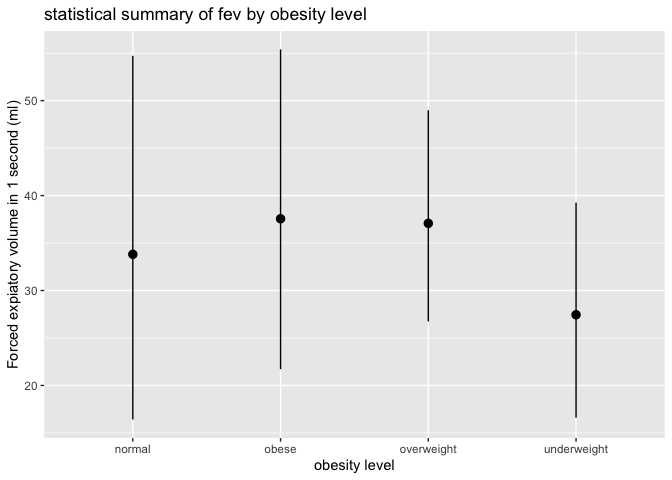 statistical summary of fev by obesity level
Forced expiatory volume in 1 second (ml)
50
40
30
20
normal
obese
overweight
underweight
obesity level